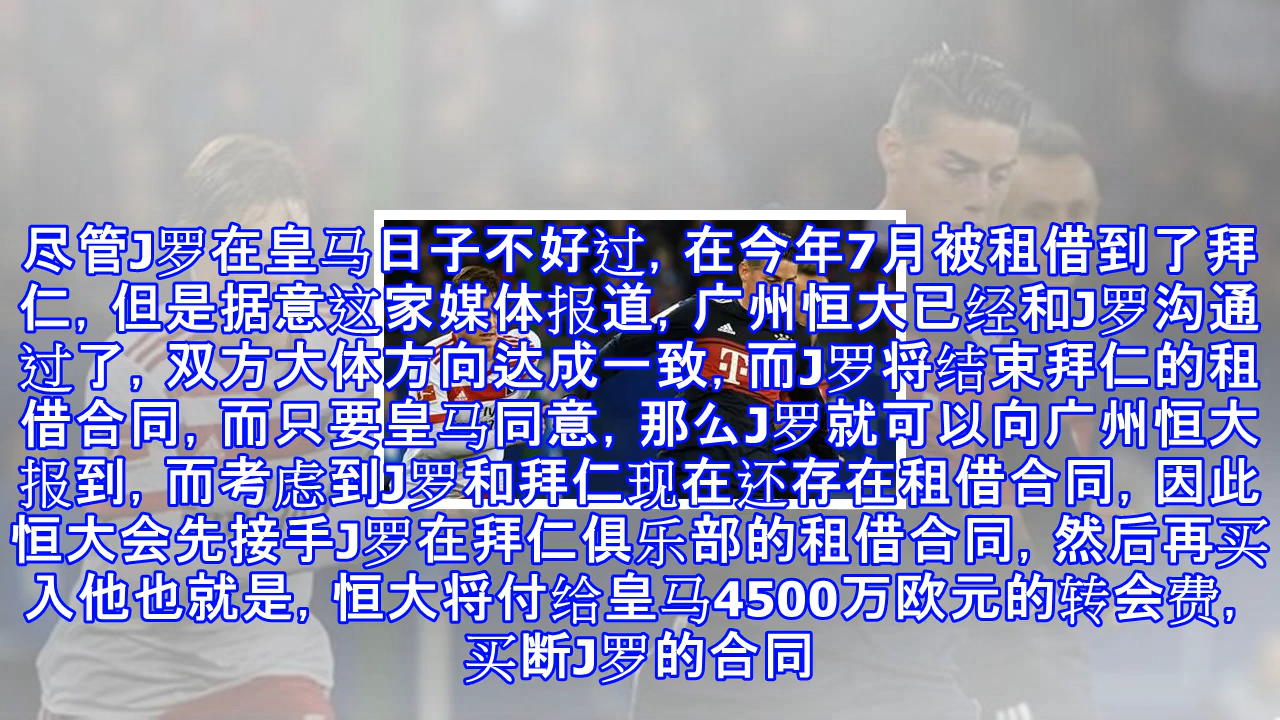 尽管J罗在皇马日子不好过, 在今年7月被租借到了拜
仁, 但是据意这家媒体报道, 广州恒大已经和J罗沟通
过了, 双方大体方向达成一致, 而J罗将结束拜仁的租
借合同, 而只要皇马同意, 那么J罗就可以向广州恒大
报到, 而考虑到J罗和拜仁现在还存在租借合同, 因此
恒大会先接手J罗在拜仁俱乐部的租借合同, 然后再买
入他也就是, 恒大将付给皇马4500万欧元的转会费,
买断J罗的合同
T